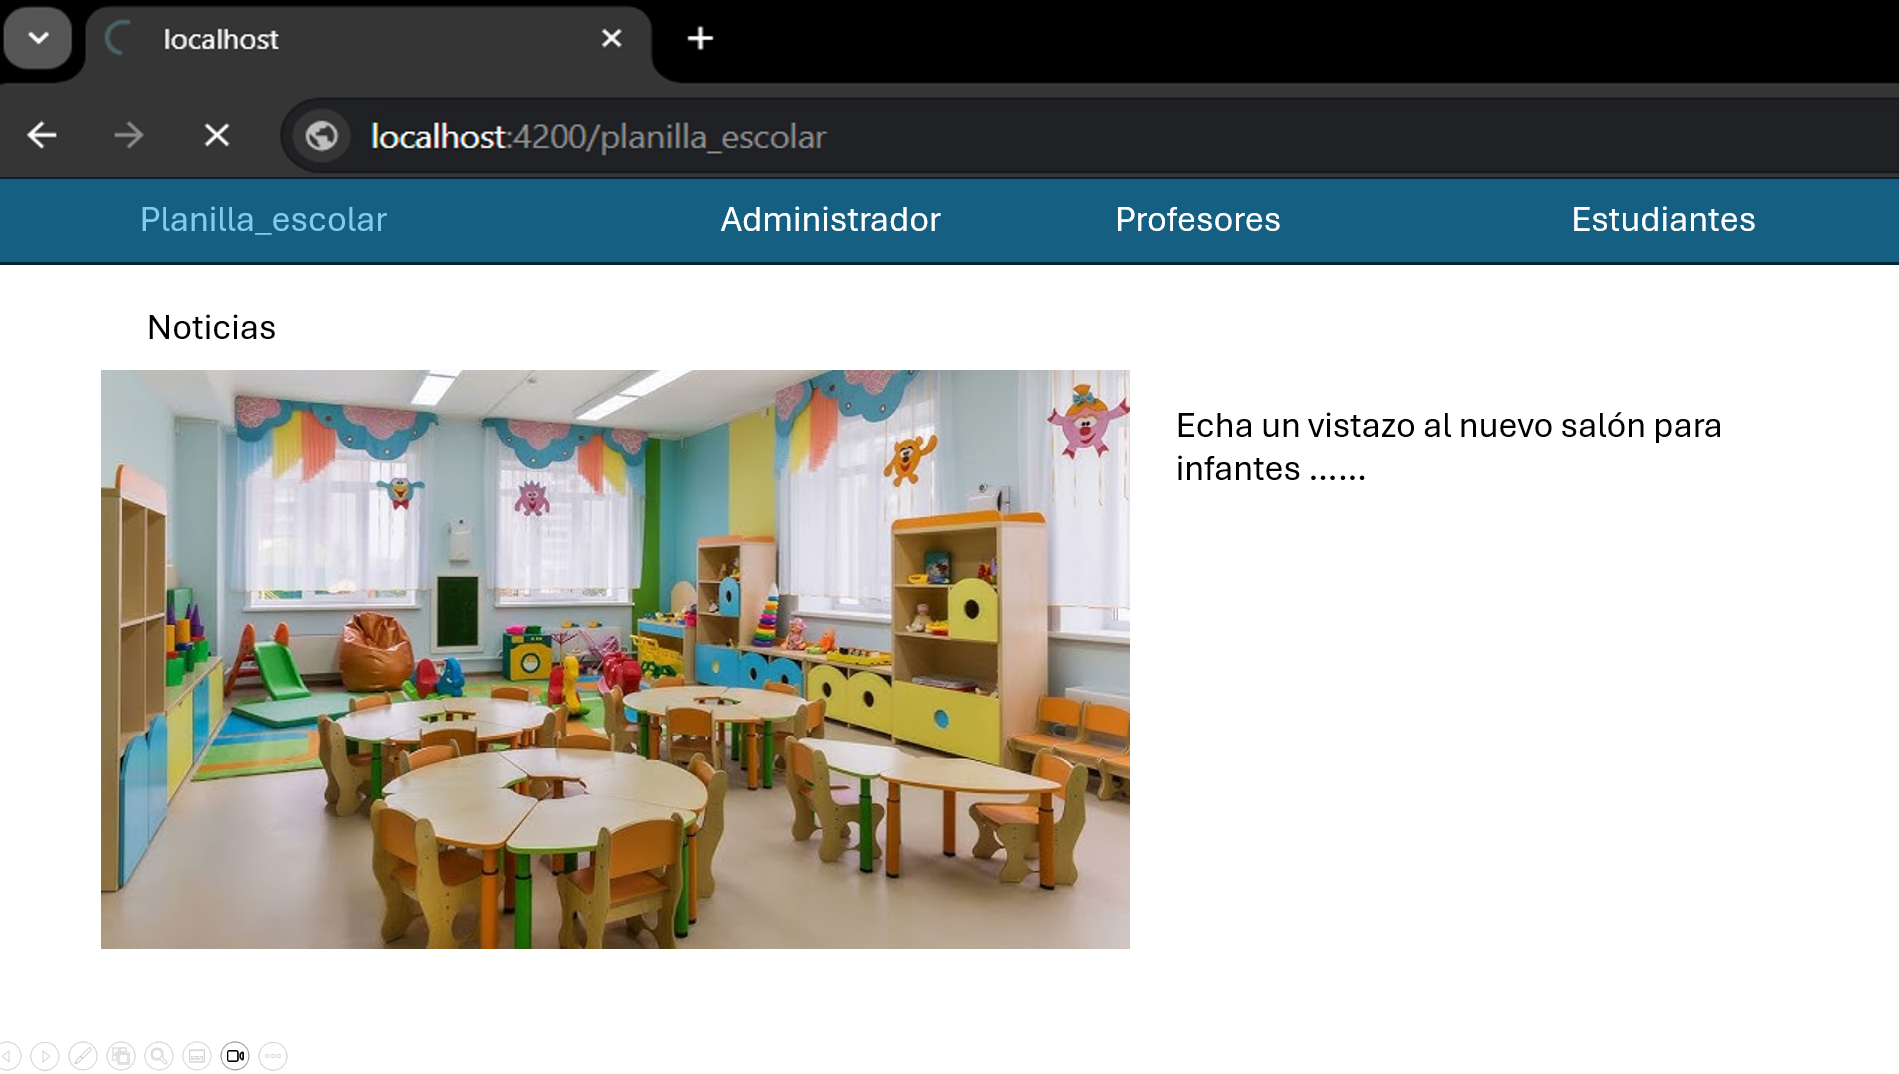 localhost
localhost:4200/planilla_escolar
Planilla_escolar Administrador Profesores Estudiantes
Noticias
Echa un vistazo al nuevo salón para
infantes ......